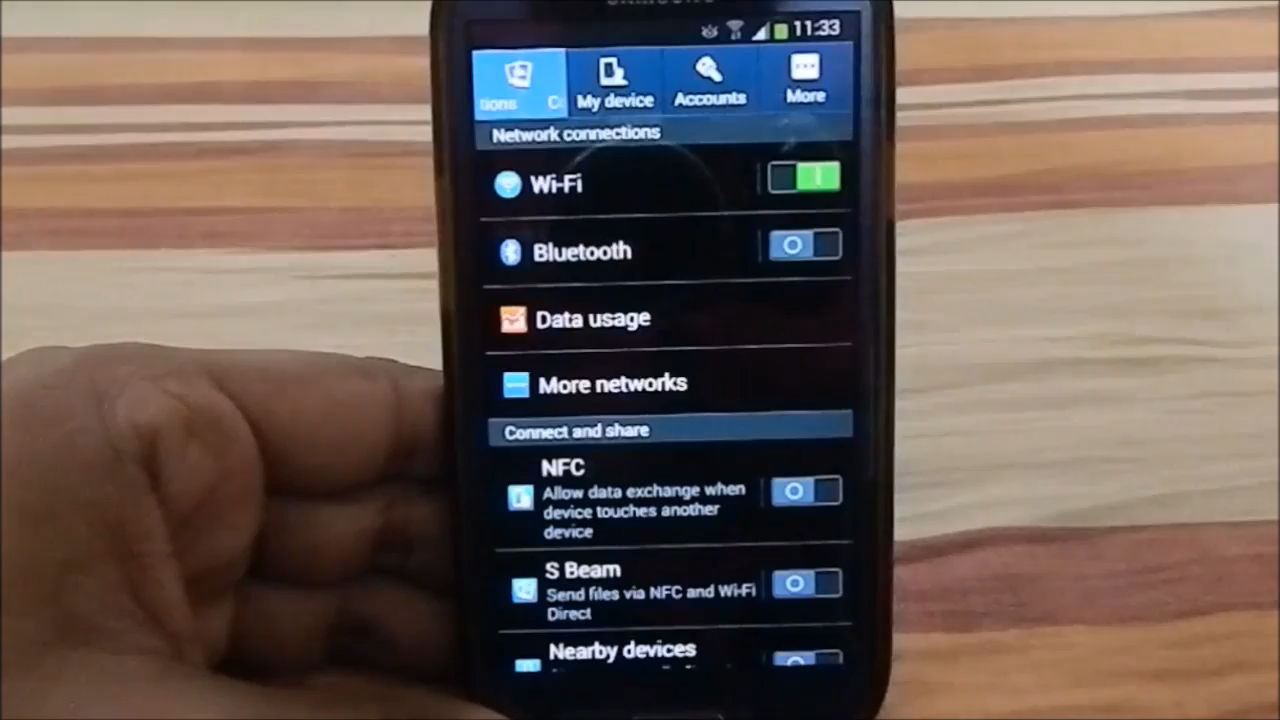 SAMSUNG
11:33
tions
My device
Accounts
More
Network connections
Wi-Fi
Bluetooth
Data usage
More networks
Connect and share
NFC
Allow data exchange when
device touches another
device
S Beam
Send files via NFC and Wi-Fi
Direct
Nearby devices